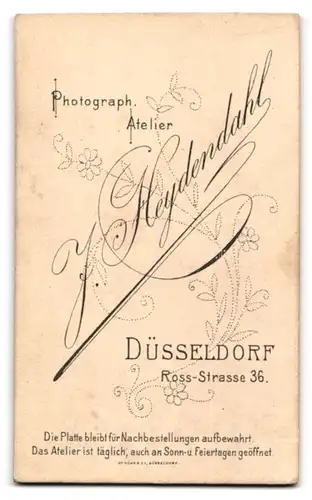 Photograph.
Atelier
J. Heydendahl
DÜSSELDORF
Ross-Strasse 36.
Die Platte bleibt für Nachbestellungen aufbewahrt.
Das Atelier ist täglich, auch an Sonn- u. Feiertagen geöffnet.